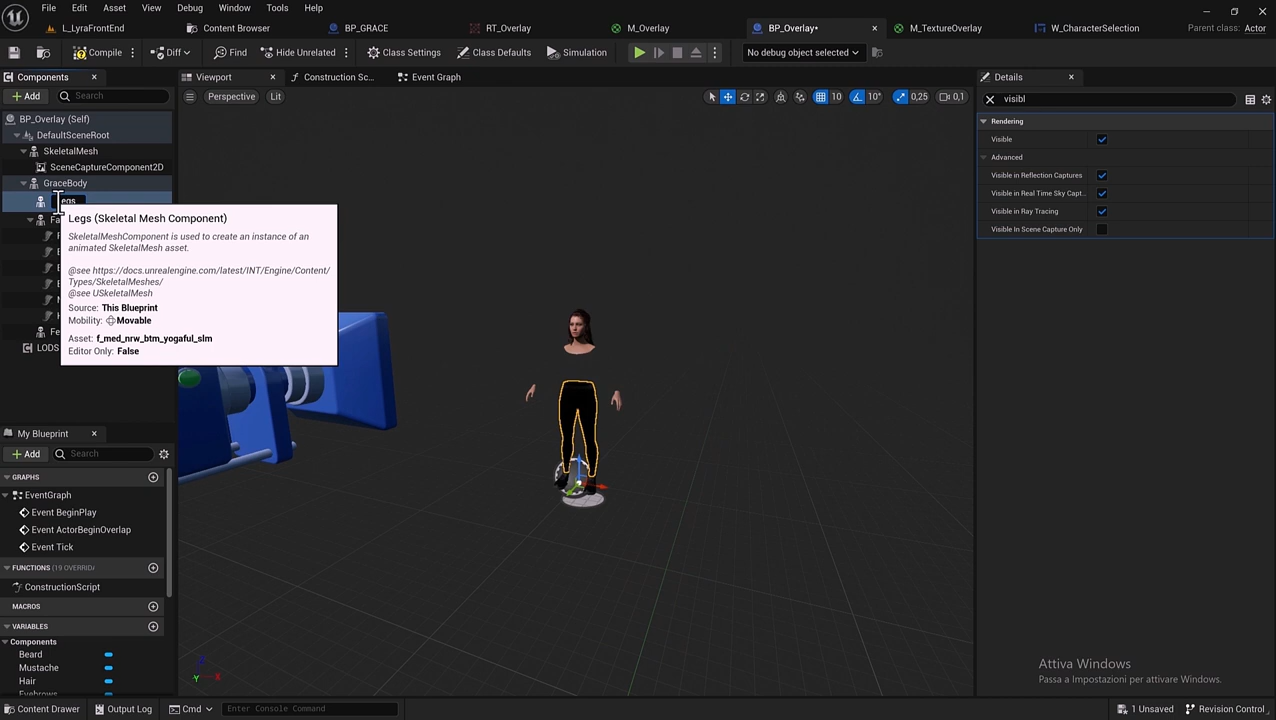 File Edit Asset View Debug Window Tools Help
L_LyraFrontEnd Content Browser BP_GRACE RT_Overlay M_Overlay BP_Overlay* M_TextureOverlay W_CharacterSelection Parent class: Actor
Compile Diff Find Hide Unrelated Class Settings Class Defaults Simulation No debug object selected
Components Viewport Construction Sc... Event Graph Details
+ Add Search Perspective Lit 10 10° 0,25 0,1 visibl
BP_Overlay (Self)
DefaultSceneRoot
SkeletalMesh
SceneCaptureComponent2D
GraceBody
egs
Fa
Fe
LODS
Legs (Skeletal Mesh Component)
SkeletalMeshComponent is used to create an instance of an
animated SkeletalMesh asset.
@see https://docs.unrealengine.com/latest/INT/Engine/Content/
Types/SkeletalMeshes/
@see USkeletalMesh
Source: This Blueprint
Mobility: Movable
Asset: f_med_nrw_btm_yogaful_slm
Editor Only: False
Rendering
Visible
Advanced
Visible in Reflection Captures
Visible in Real Time Sky Capt...
Visible in Ray Tracing
Visible In Scene Capture Only
My Blueprint
+ Add Search
GRAPHS
EventGraph
Event BeginPlay
Event ActorBeginOverlap
Event Tick
FUNCTIONS (19 OVERRID
ConstructionScript
MACROS
VARIABLES
Components
Beard
Mustache
Hair
Eyebrows
Z
Y X
Attiva Windows
Passa a Impostazioni per attivare Windows.
Content Drawer Output Log Cmd Enter Console Command 1 Unsaved Revision Control